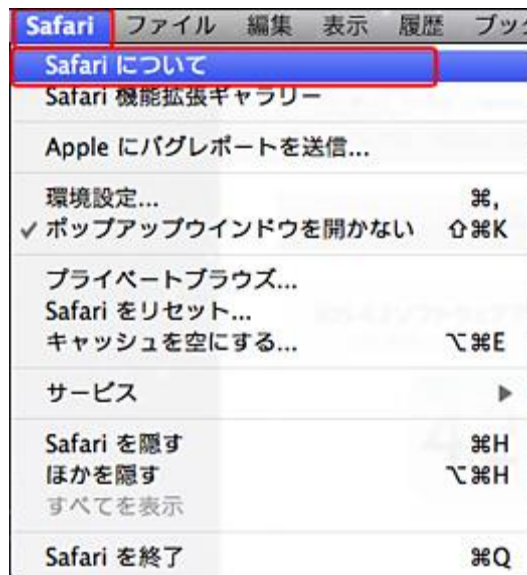 Safari ファイル 編集 表示 履歴 ブック
Safari について
Safari 機能拡張ギャラリー
Apple にバグレポートを送信...
環境設定... ⌘,
✓ ポップアップウインドウを開かない ⇧⌘K
プライベートブラウズ...
Safari をリセット...
キャッシュを空にする... ⌥⌘E
サービス ▶
Safari を隠す ⌘H
ほかを隠す ⌥⌘H
すべてを表示
Safari を終了 ⌘Q